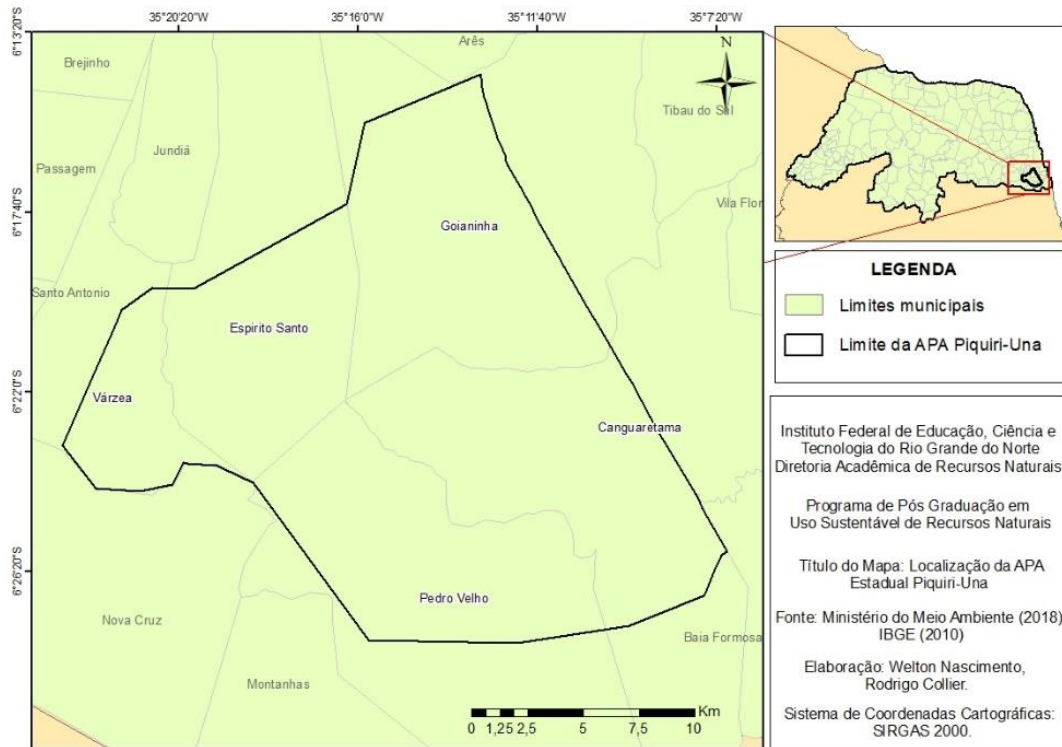 35°20'20"W
35°16'0"W
35°11'40"W
35°7'20"W
6°13'20"S
6°17'40"S
6°22'0"S
6°26'20"S
Arês
N
Brejinho
Tibau do Sul
Jundiá
Passagem
Vila Flor
Goianinha
Santo Antonio
Espirito Santo
Várzea
Canguaretama
Pedro Velho
Nova Cruz
Baia Formosa
Montanhas
Km
0 1,25 2,5 5 7,5 10
LEGENDA
Limites municipais
Limite da APA Piquiri-Una
Instituto Federal de Educação, Ciência e
Tecnologia do Rio Grande do Norte
Diretoria Acadêmica de Recursos Naturais
Programa de Pós Graduação em
Uso Sustentável de Recursos Naturais
Título do Mapa: Localização da APA
Estadual Piquiri-Una
Fonte: Ministério do Meio Ambiente (2018)
IBGE (2010)
Elaboração: Welton Nascimento,
Rodrigo Collier.
Sistema de Coordenadas Cartográficas:
SIRGAS 2000.